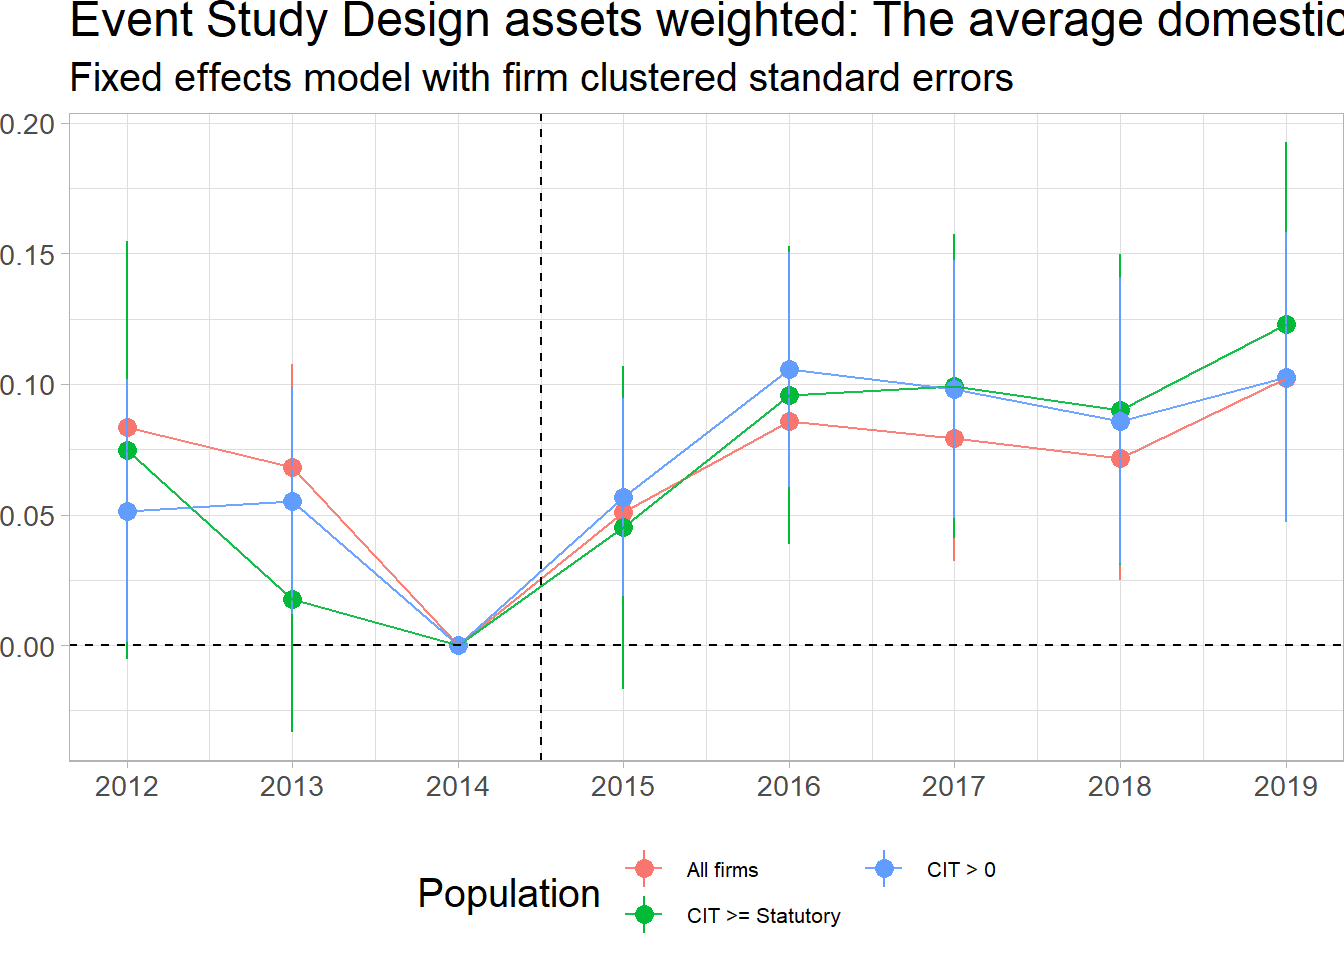 Event Study Design assets weighted: The average domestic
Fixed effects model with firm clustered standard errors
0.20
0.15
0.10
0.05
0.00
2012 2013 2014 2015 2016 2017 2018 2019
Population
All firms
CIT >= Statutory
CIT > 0